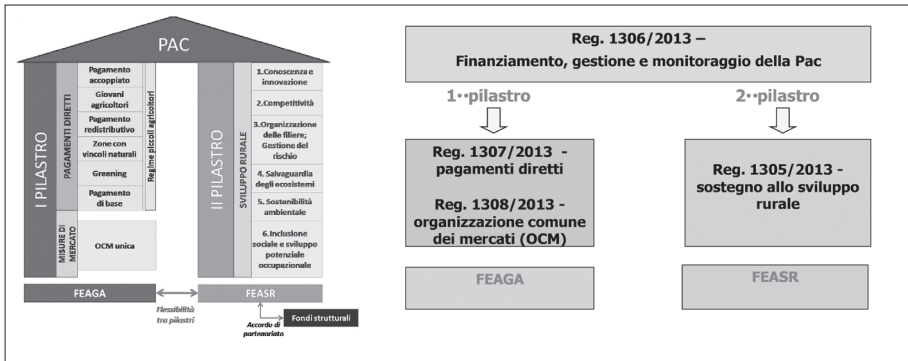 PAC
I PILASTRO
PAGAMENTI DIRETTI
Pagamento
accoppiato
Giovani
agricoltori
Pagamento
redistributivo
Zone con
vincoli naturali
Greening
Pagamento
di base
Regime piccoli agricoltori
MISURE DI
MERCATO
OCM unica
FEAGA
II PILASTRO
SVILUPPO RURALE
1.Conoscenza e
innovazione
2.Competitività
3.Organizzazione
delle filiere;
Gestione del
rischio
4. Salvaguardia
degli ecosistemi
5. Sostenibilità
ambientale
6.Inclusione
sociale e sviluppo
potenziale
occupazionale
FEASR
Flessibilità
tra pilastri
Accordo di
partenariato
Fondi strutturali
Reg. 1306/2013 –
Finanziamento, gestione e monitoraggio della Pac
1••pilastro
2••pilastro
Reg. 1307/2013 -
pagamenti diretti
Reg. 1308/2013 -
organizzazione comune
dei mercati (OCM)
Reg. 1305/2013 -
sostegno allo sviluppo
rurale
FEAGA
FEASR